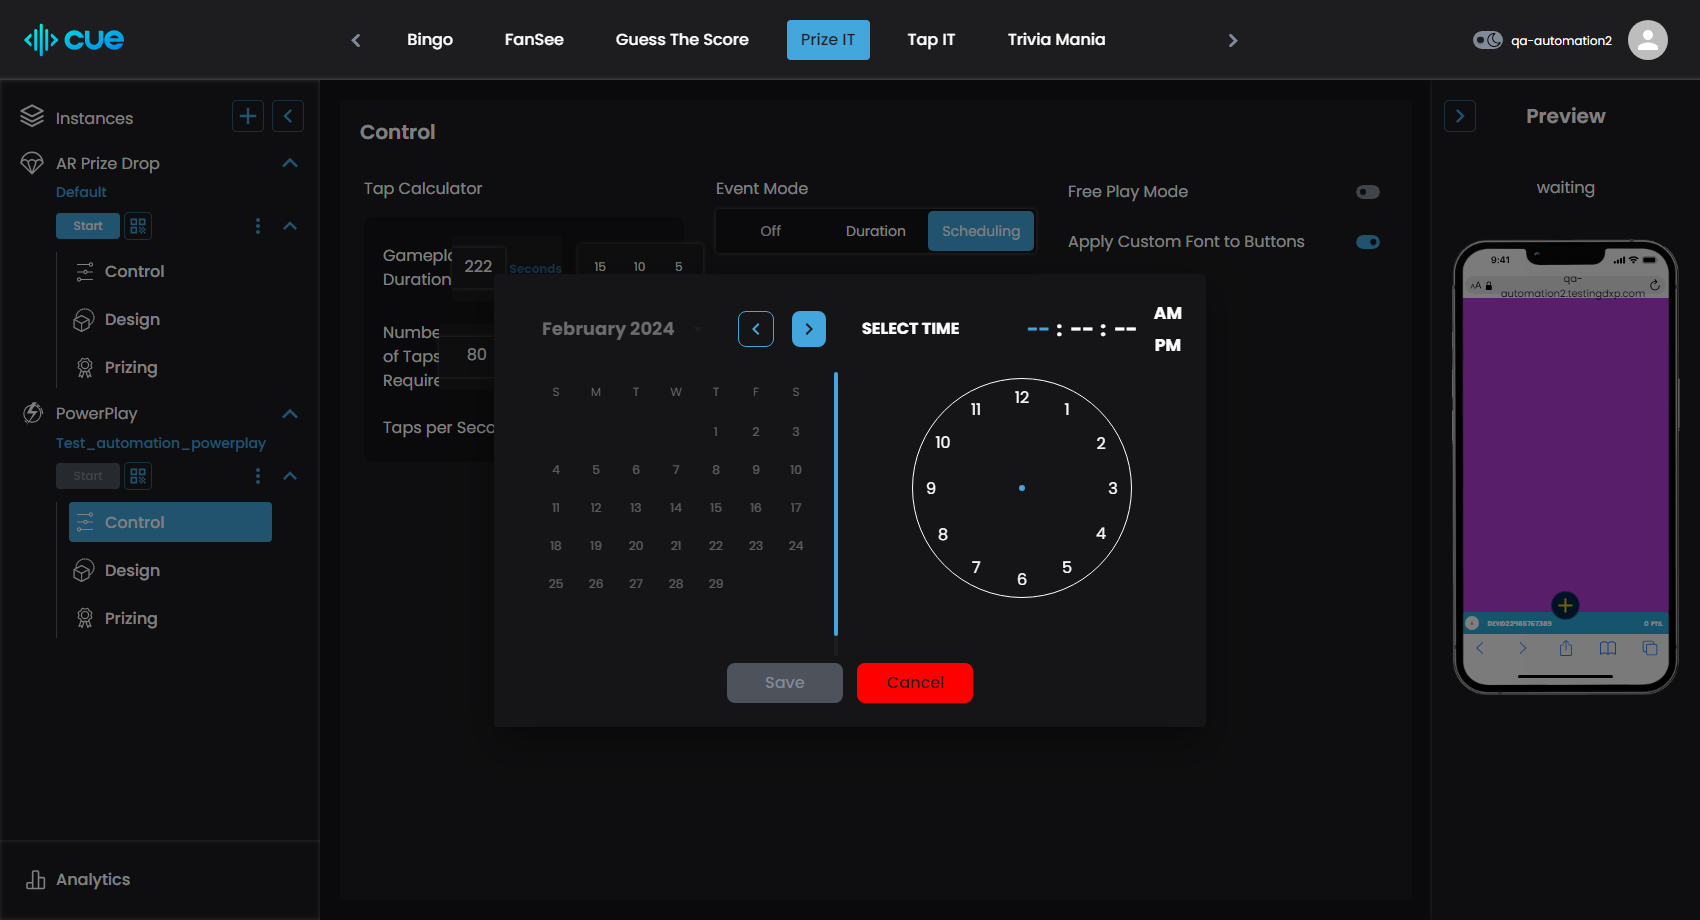 cue
Bingo
FanSee
Guess The Score
Prize IT
Tap IT
Trivia Mania
qa-automation2
Instances
AR Prize Drop
Default
Start
Control
Design
Prizing
PowerPlay
Test_automation_powerplay
Start
Control
Design
Prizing
Analytics
Control
Tap Calculator
Gamepl
Duration
222
Seconds
15 10 5
Numbe
of Taps
Require
80
Taps per Seco
Event Mode
Off
Duration
Scheduling
Free Play Mode
Apply Custom Font to Buttons
February 2024
S M T W T F S
1 2 3
4 5 6 7 8 9 10
11 12 13 14 15 16 17
18 19 20 21 22 23 24
25 26 27 28 29
SELECT TIME
-- : -- : --
AM
PM
12
11 1
10 2
9 3
8 4
7 5
6
Save
Cancel
Preview
waiting
9:41
AA
qa-
automation2.testingdxp.com
0 PTS.